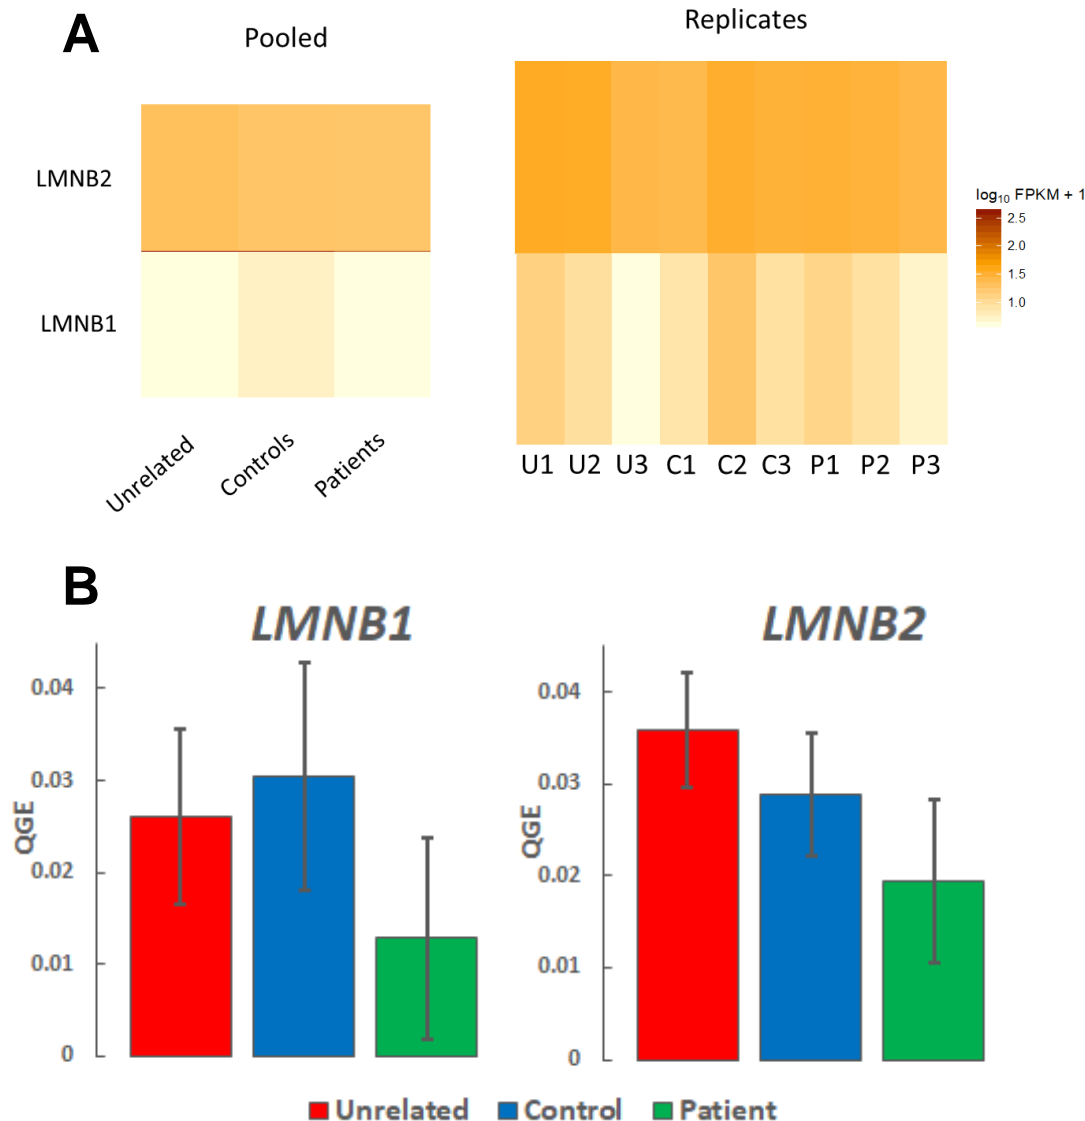 A
Pooled
Replicates
LMNB2
LMNB1
Unrelated
Controls
Patients
U1 U2 U3 C1 C2 C3 P1 P2 P3
log₁₀ FPKM + 1
2.5
2.0
1.5
1.0
B
LMNB1
QGE
0.04
0.03
0.02
0.01
0
LMNB2
QGE
0.04
0.03
0.02
0.01
0
Unrelated Control Patient